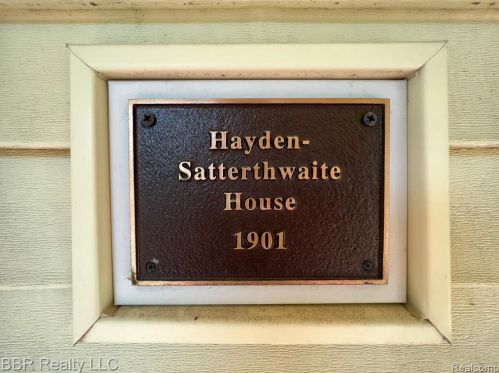 Hayden-
Satterthwaite
House
1901
BBR Realty LLC
Realcomp